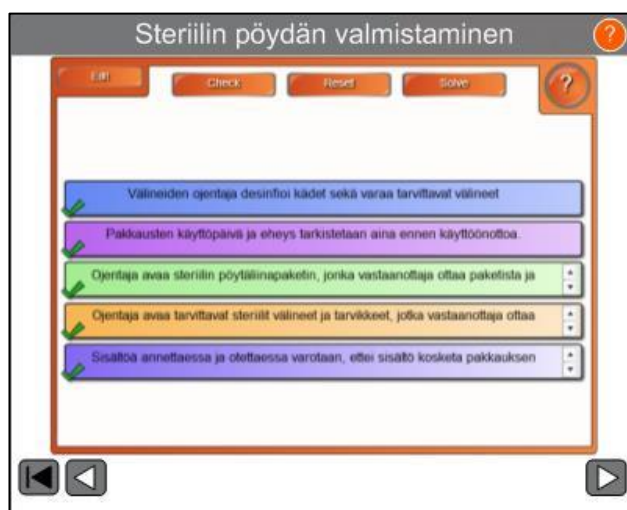 Steriilin pöydän valmistaminen
?
Edit
Check
Reset
Solve
?
Välineiden ojentaja desinfioi kädet sekä varaa tarvittavat välineet
Pakkausten käyttöpäivä ja eheys tarkistetaan aina ennen käyttöönottoa.
Ojentaja avaa steriilin pöytäliinapaketin, jonka vastaanottaja ottaa paketista ja
Ojentaja avaa tarvittavat steriilit välineet ja tarvikkeet, jotka vastaanottaja ottaa
Sisältöä annettaessa ja otettaessa varotaan, ettei sisältö kosketa pakkauksen